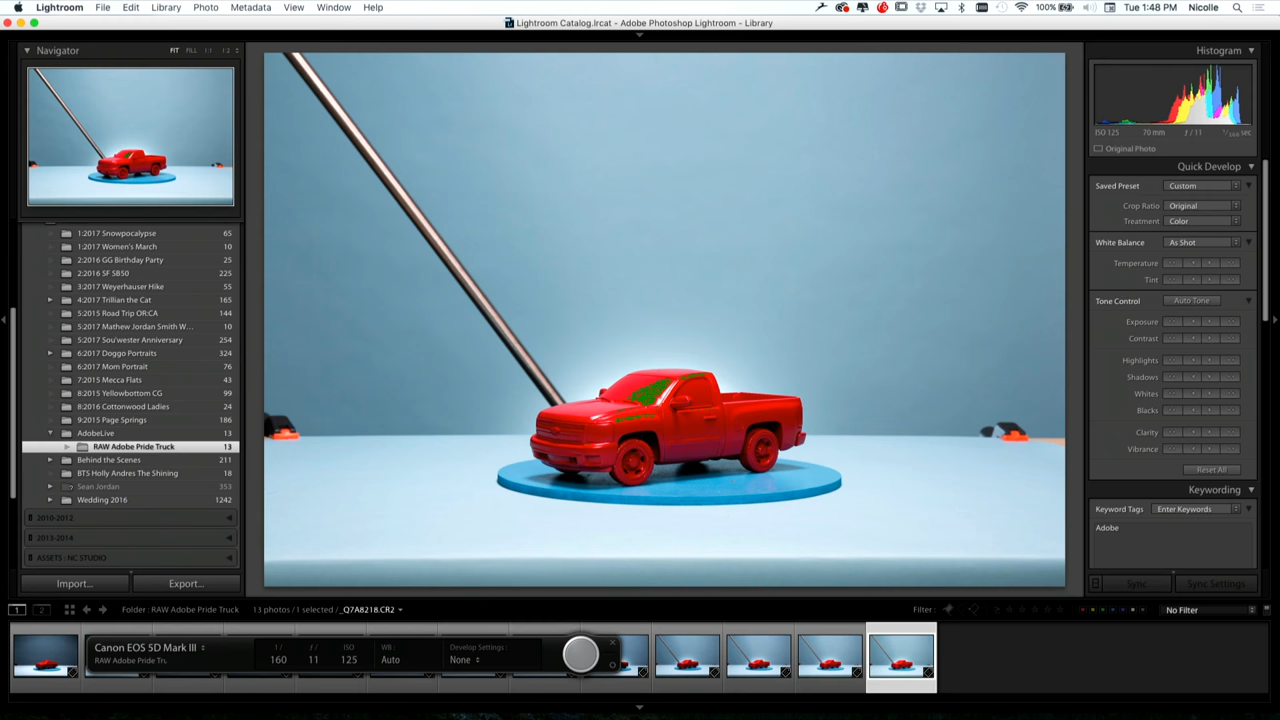 Lightroom File Edit Library Photo Metadata View Window Help 100% Tue 1:48 PM Nicolle
Lightroom Catalog.lrcat - Adobe Photoshop Lightroom - Library
Navigator FIT FILL 1:1 1:2
1:2017 Snowpocalypse 65
1:2017 Women's March 10
2:2016 GG Birthday Party 25
2:2016 SF SB50 225
3:2017 Weyerhauser Hike 55
4:2017 Trillian the Cat 165
5:2015 Road Trip OR:CA 144
5:2017 Mathew Jordan Smith W... 10
5:2017 Sou'wester Anniversary 254
6:2017 Doggo Portraits 324
6:2017 Mom Portrait 76
7:2015 Mecca Flats 43
8:2015 Yellowbottom CG 99
8:2016 Cottonwood Ladies 24
9:2015 Page Springs 186
AdobeLive 13
RAW Adobe Pride Truck 13
Behind the Scenes 211
BTS Holly Andres The Shining 18
Sean Jordan 353
Wedding 2016 1242
2010-2012
2013-2014
ASSETS : NC STUDIO
Import... Export...
Histogram
ISO 125 70 mm f / 11 1/160 sec
Original Photo
Quick Develop
Saved Preset Custom
Crop Ratio Original
Treatment Color
White Balance As Shot
Temperature
Tint
Tone Control Auto Tone
Exposure
Contrast
Highlights
Shadows
Whites
Blacks
Clarity
Vibrance
Reset All
Keywording
Keyword Tags Enter Keywords
Adobe
Sync Sync Settings
1 2 Folder : RAW Adobe Pride Truck 13 photos / 1 selected / _Q7A8218.CR2 Filter : No Filter
Canon EOS 5D Mark III 1 / f / ISO WB : Develop Settings :
RAW Adobe Pride Tru. 160 11 125 Auto None